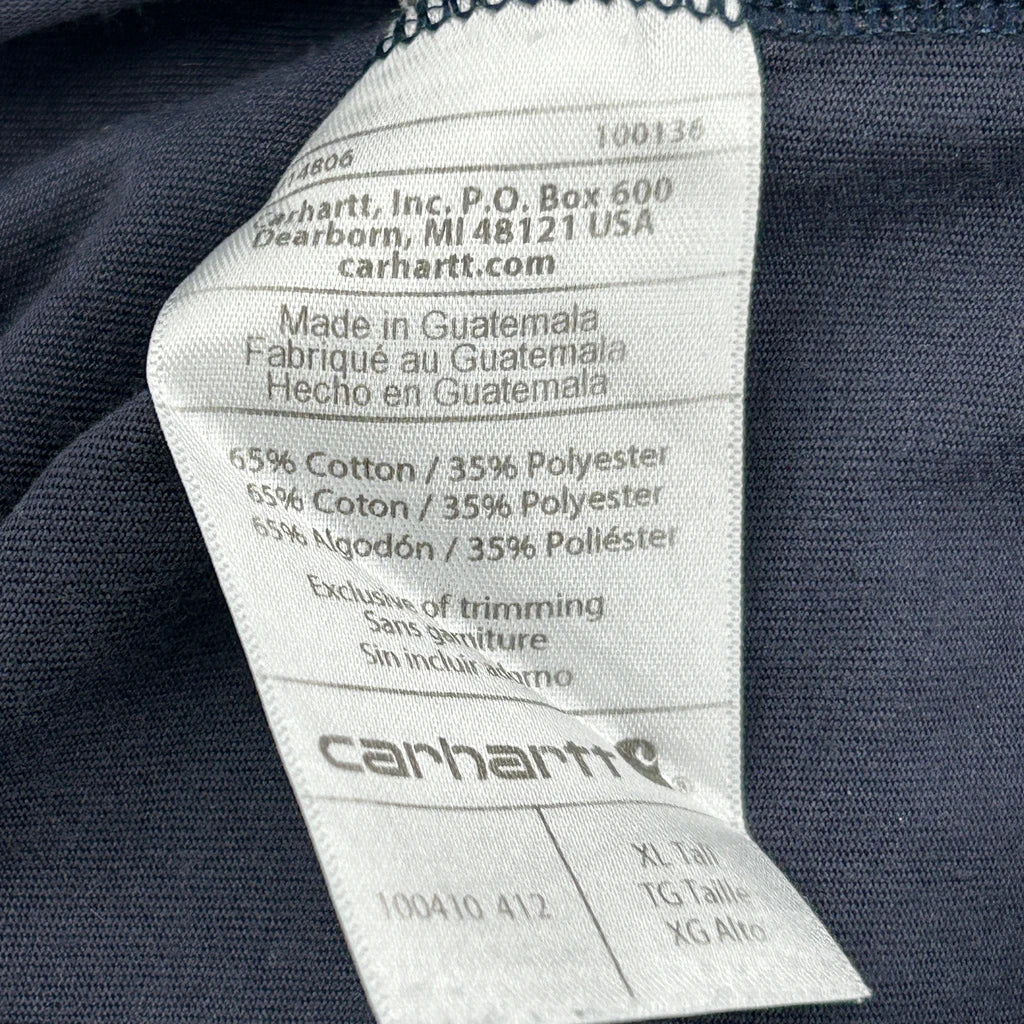 100136
4806
Carhartt, Inc. P.O. Box 600
Dearborn, MI 48121 USA
carhartt.com
Made in Guatemala
Fabriqué au Guatemala
Hecho en Guatemala
65% Cotton / 35% Polyester
65% Coton / 35% Polyester
65% Algodón / 35% Poliéster
Exclusive of trimming
Sans garniture
Sin incluir adorno
carhartt®
100410 412
XL Tall
TG Taille
XG Alto